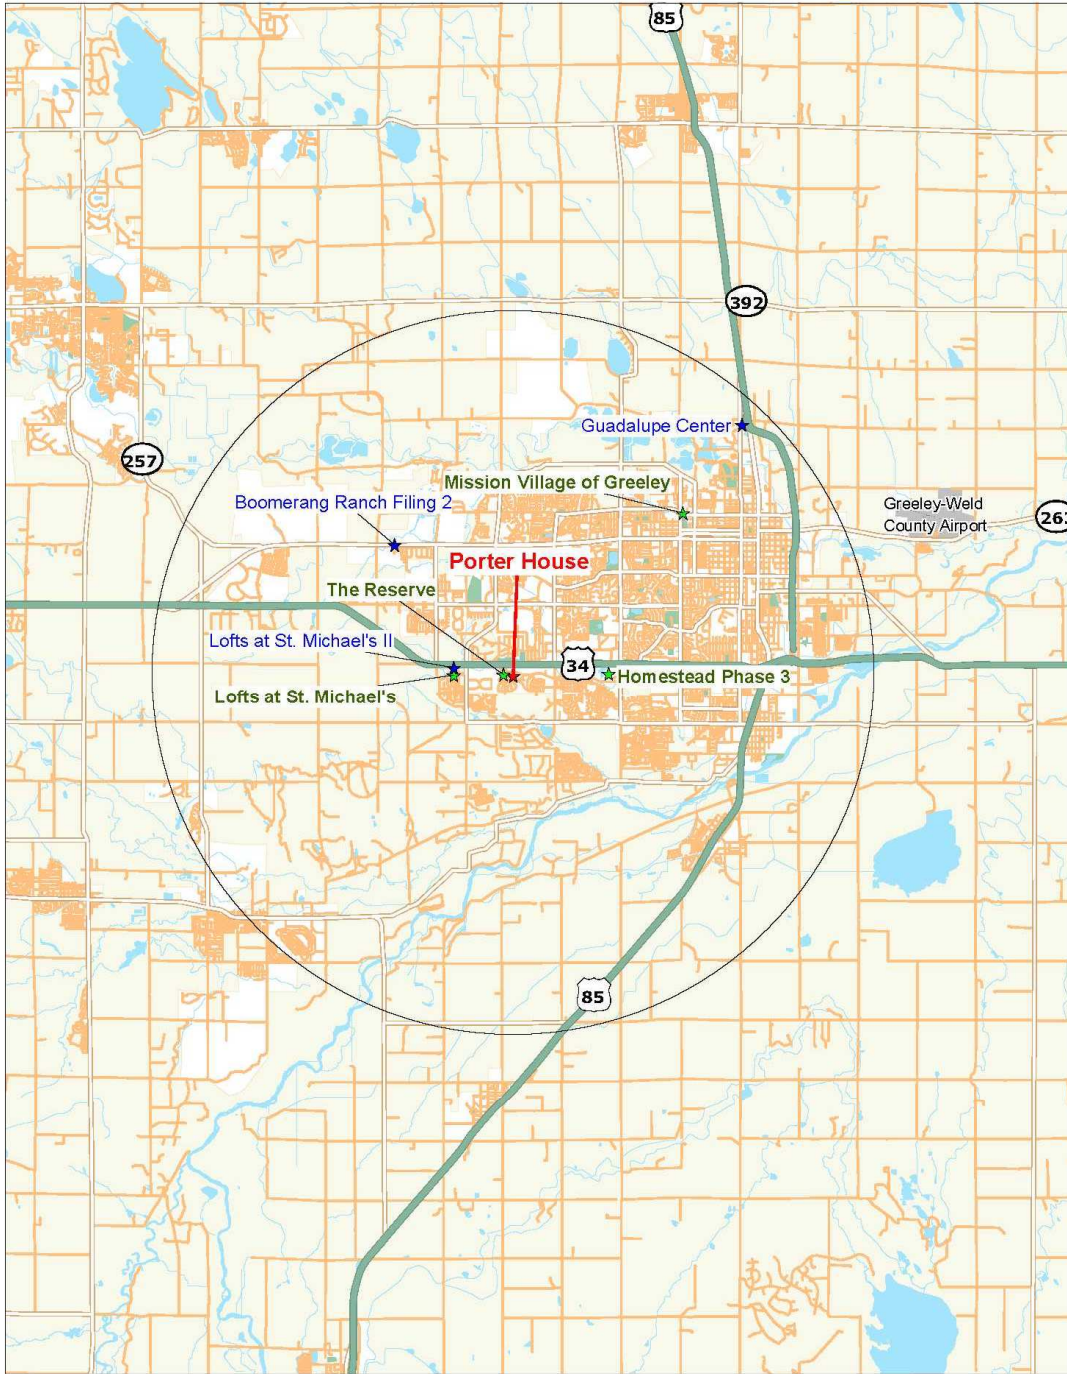 85
392
Guadalupe Center
257
Mission Village of Greeley
Boomerang Ranch Filing 2
Greeley-Weld
County Airport
263
Porter House
The Reserve
Lofts at St. Michael's II
34
Homestead Phase 3
Lofts at St. Michael's
85